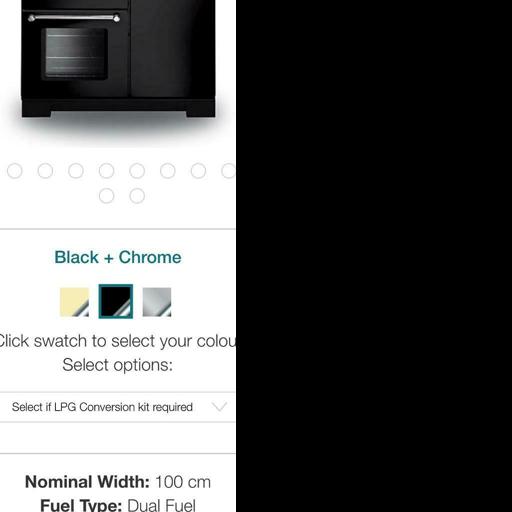 Black + Chrome
Click swatch to select your colou
Select options:
Select if LPG Conversion kit required
Nominal Width: 100 cm
Fuel Type: Dual Fuel